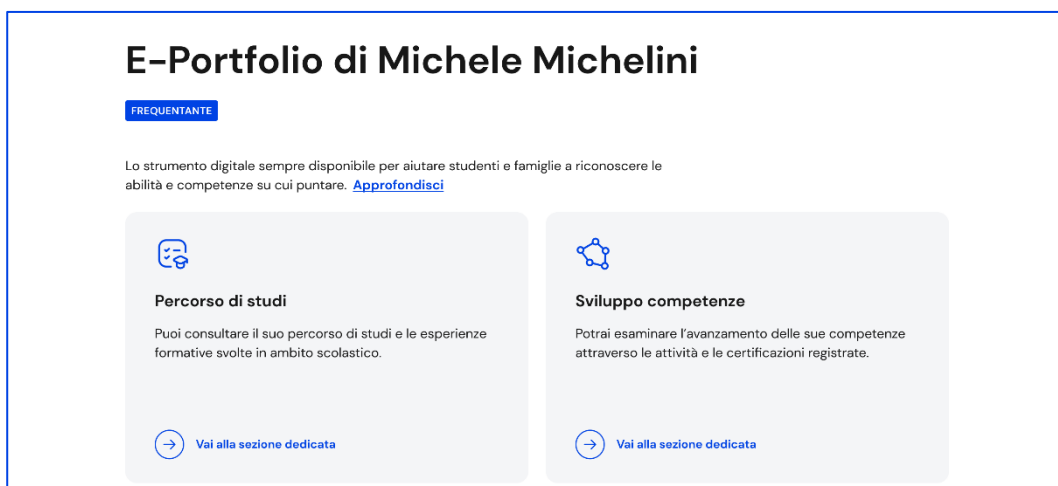 E-Portfolio di Michele Michelini
FREQUENTANTE
Lo strumento digitale sempre disponibile per aiutare studenti e famiglie a riconoscere le
abilità e competenze su cui puntare. Approfondisci
Percorso di studi
Puoi consultare il suo percorso di studi e le esperienze
formative svolte in ambito scolastico.
Vai alla sezione dedicata
Sviluppo competenze
Potrai esaminare l’avanzamento delle sue competenze
attraverso le attività e le certificazioni registrate.
Vai alla sezione dedicata